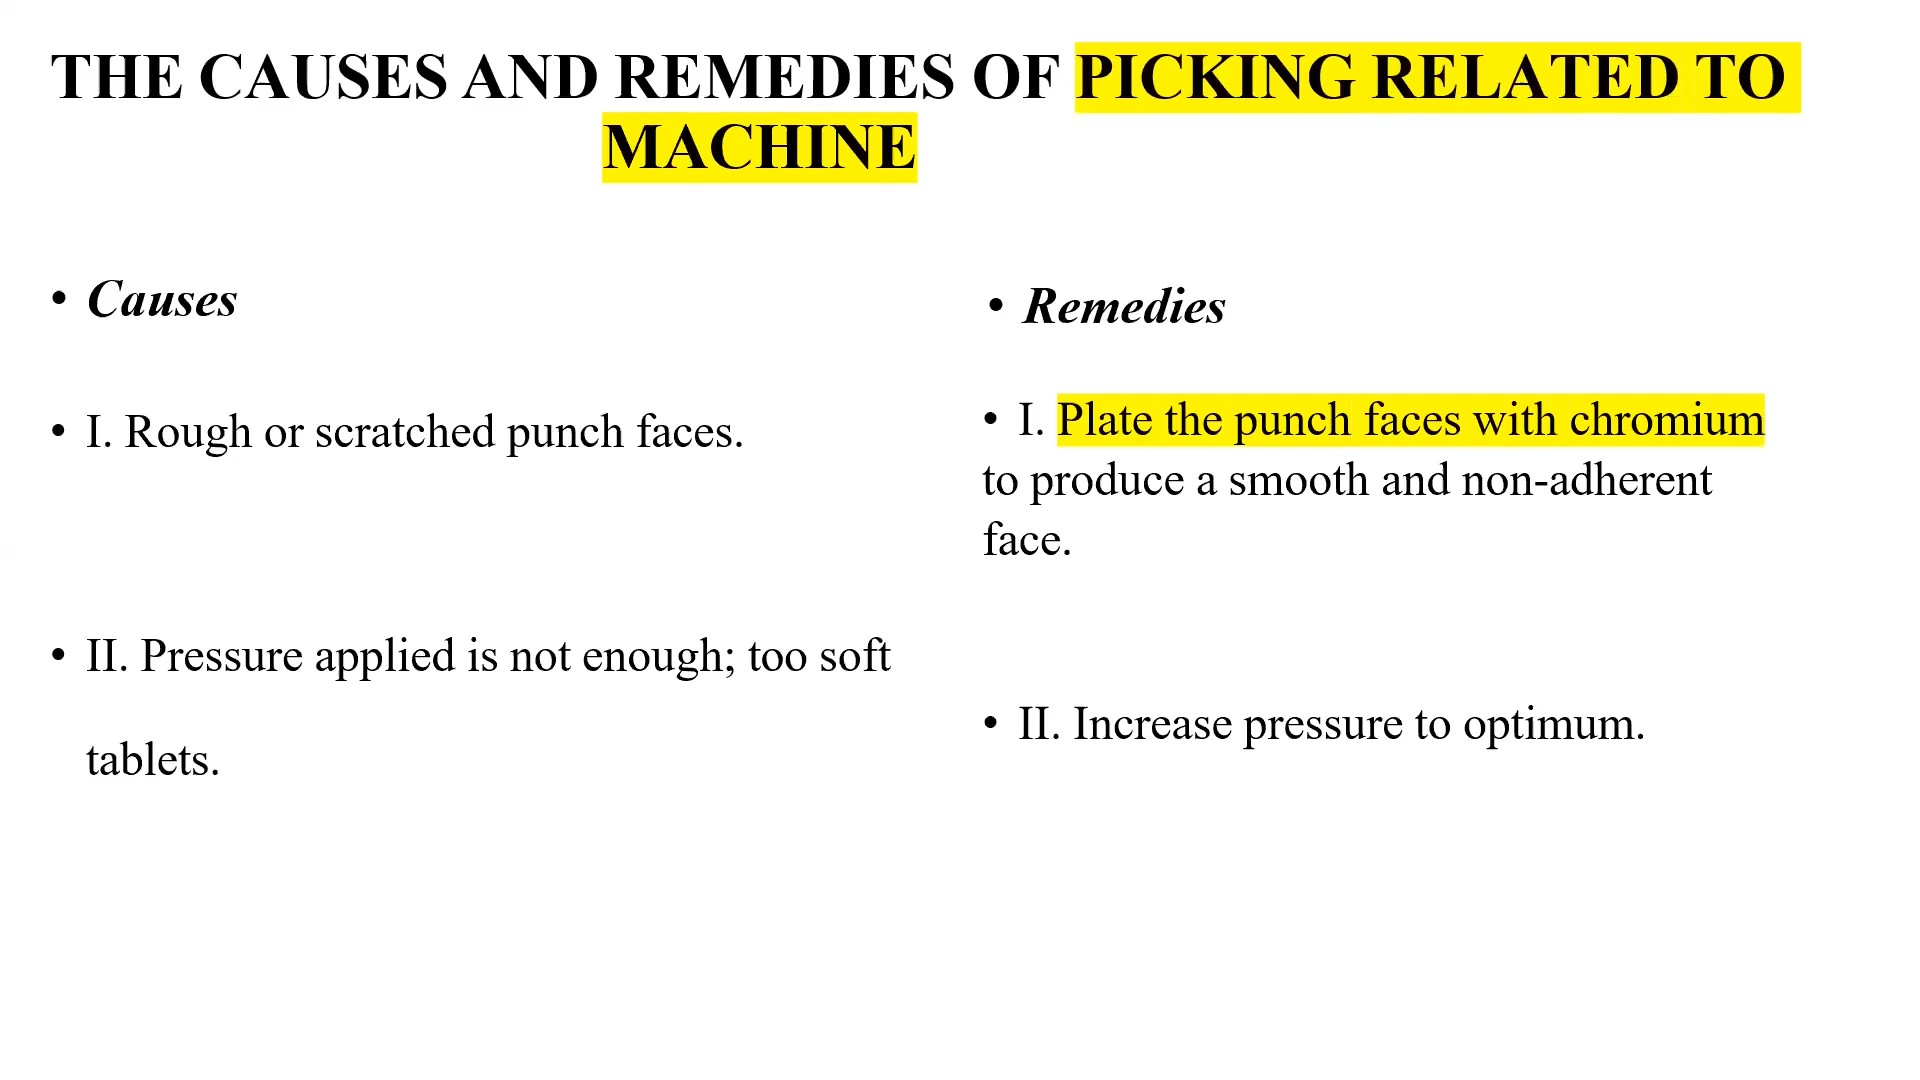 THE CAUSES AND REMEDIES OF PICKING RELATED TO
MACHINE
• Causes
• I. Rough or scratched punch faces.
• II. Pressure applied is not enough; too soft
tablets.
• Remedies
• I. Plate the punch faces with chromium
to produce a smooth and non-adherent
face.
• II. Increase pressure to optimum.